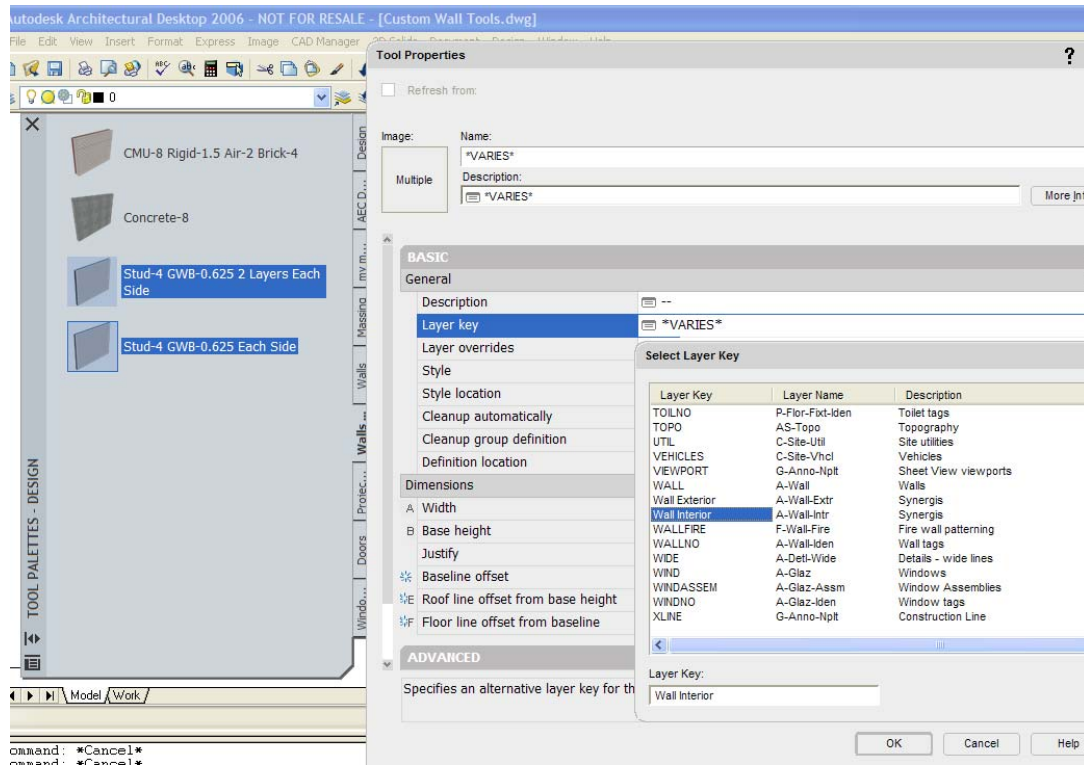 utodesk Architectural Desktop 2006 - NOT FOR RESALE - [Custom Wall Tools.dwg]
File Edit View Insert Format Express Image CAD Manager
0
CMU-8 Rigid-1.5 Air-2 Brick-4
Concrete-8
Stud-4 GWB-0.625 2 Layers Each
Side
Stud-4 GWB-0.625 Each Side
TOOL PALETTES - DESIGN
Design
AEC D...
my m...
Massing
Walls
Walls ...
Projec...
Doors
Windo...
Model
Work
ommand: *Cancel*
ommand: *Cancel*
Tool Properties
?
Refresh from:
Image:
Name:
Multiple
*VARIES*
Description:
*VARIES*
More Inf
BASIC
General
Description
--
Layer key
*VARIES*
Layer overrides
Style
Style location
Cleanup automatically
Cleanup group definition
Definition location
Dimensions
A Width
B Base height
Justify
Baseline offset
E Roof line offset from base height
F Floor line offset from baseline
ADVANCED
Specifies an alternative layer key for th
Select Layer Key
Layer Key Layer Name Description
TOILNO P-Flor-Fixt-Iden Toilet tags
TOPO AS-Topo Topography
UTIL C-Site-Util Site utilities
VEHICLES C-Site-Vhcl Vehicles
VIEWPORT G-Anno-Nplt Sheet View viewports
WALL A-Wall Walls
Wall Exterior A-Wall-Extr Synergis
Wall Interior A-Wall-Intr Synergis
WALLFIRE F-Wall-Fire Fire wall patterning
WALLNO A-Wall-Iden Wall tags
WIDE A-Detl-Wide Details - wide lines
WIND A-Glaz Windows
WINDASSEM A-Glaz-Assm Window Assemblies
WINDNO A-Glaz-Iden Window tags
XLINE G-Anno-Nplt Construction Line
Layer Key:
Wall Interior
OK
Cancel
Help